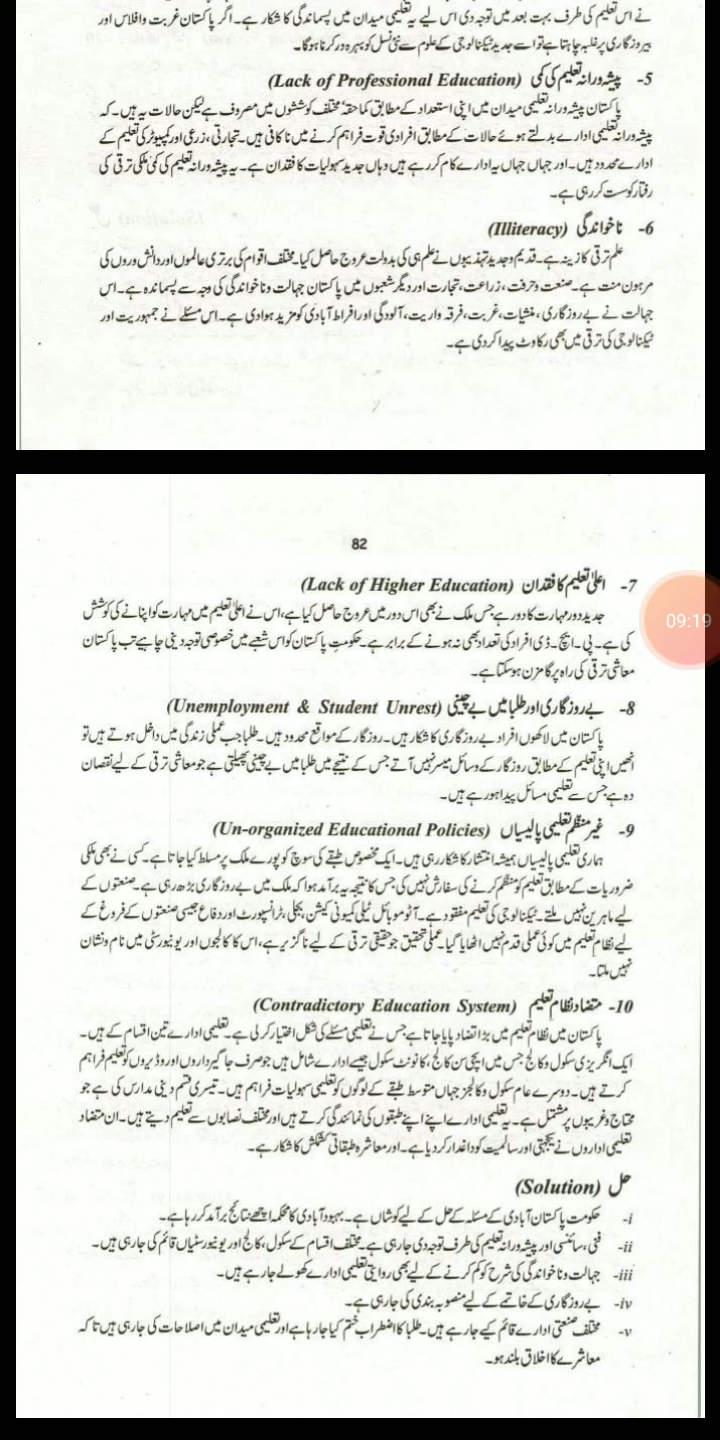 نے اس تعلیم کی طرف بہت بعد میں توجہ دی اس لیے یہ تعلیمی میدان میں پسماندگی کا شکار ہے۔ اگر پاکستان غربت و افلاس اور
بیروزگاری پر غلبہ چاہتا ہے تو اسے جدید ٹیکنالوجی کے علوم سے نئی نسل کو بہرہ ور کرنا ہوگا۔
5- پیشہ ورانہ تعلیم کی کمی (Lack of Professional Education)
پاکستان پیشہ ورانہ تعلیمی میدان میں اپنی استعداد کے مطابق کماحقہٗ مختلف کوششوں میں مصروف ہے لیکن حالات یہ ہیں۔ کہ
پیشہ ورانہ تعلیمی ادارے بدلتے ہوئے حالات کے مطابق افرادی قوت فراہم کرنے میں ناکافی ہیں۔ تجارتی، زرعی اور کمپیوٹر کی تعلیم کے
ادارے محدود ہیں۔ اور جہاں جہاں یہ ادارے کام کر رہے ہیں وہاں جدید سہولیات کا فقدان ہے۔ یہ پیشہ ورانہ تعلیم کی کمی ملکی ترقی کی
رفتار کو سست کر رہی ہے۔
6- ناخواندگی (Illiteracy)
علم ترقی کا زینہ ہے۔ قدیم و جدید تہذیبوں نے علم ہی کی بدولت عروج حاصل کیا۔ مختلف اقوام کی برتری عالموں اور دانش وروں کی
مرہون منت ہے۔ صنعت و حرفت، زراعت، تجارت اور دیگر شعبوں میں پاکستان جہالت و ناخواندگی کی وجہ سے پسماندہ ہے۔ اس
جہالت نے بے روزگاری، منشیات، غربت، فرقہ واریت، آلودگی اور افراط آبادی کو مزید ہوا دی ہے۔ اس مسئلے نے جمہوریت اور
ٹیکنالوجی کی ترقی میں بھی رکاوٹ پیدا کر دی ہے۔
82
7- اعلیٰ تعلیم کا فقدان (Lack of Higher Education)
جدید دور مہارت کا دور ہے جس ملک نے بھی اس دور میں عروج حاصل کیا ہے، اس نے اعلیٰ تعلیم میں مہارت کو اپنانے کی کوشش
کی ہے۔ پی۔ ایچ۔ ڈی افراد کی تعداد بھی نہ ہونے کے برابر ہے۔ حکومتِ پاکستان کو اس شعبے میں خصوصی توجہ دینی چاہیے تب پاکستان
معاشی ترقی کی راہ پر گامزن ہو سکتا ہے۔
09:19
8- بے روزگاری اور طلبا میں بے چینی (Unemployment & Student Unrest)
پاکستان میں لاکھوں افراد بے روزگاری کا شکار ہیں۔ روزگار کے مواقع محدود ہیں۔ طلبا جب عملی زندگی میں داخل ہوتے ہیں تو
انھیں اپنی تعلیم کے مطابق روزگار کے وسائل میسر نہیں آتے جس کے نتیجے میں طلبا میں بے چینی پھیلتی ہے جو معاشی ترقی کے لیے نقصان
دہ ہے جس سے تعلیمی مسائل پیدا ہو رہے ہیں۔
9- غیر منظم تعلیمی پالیسیاں (Un-organized Educational Policies)
ہماری تعلیمی پالیسیاں ہمیشہ انتشار کا شکار رہی ہیں۔ ایک مخصوص طبقے کی سوچ کو پورے ملک پر مسلط کیا جاتا ہے۔ کسی نے بھی ملکی
ضروریات کے مطابق تعلیم کو منظم کرنے کی سفارش نہیں کی جس کا نتیجہ یہ برآمد ہوا کہ ملک میں بے روزگاری بڑھ رہی ہے۔ صنعتوں کے
لیے ماہرین نہیں ملتے۔ ٹیکنالوجی کی تعلیم مفقود ہے۔ آٹو موبائل ٹیلی کمیونی کیشن، بجلی، ٹرانسپورٹ اور دفاع جیسی صنعتوں کے فروغ کے
لیے نظام تعلیم میں کوئی عملی قدم نہیں اٹھایا گیا۔ عملی تحقیق جو حقیقی ترقی کے لیے ناگزیر ہے، اس کا کالجوں اور یونیورسٹی میں نام و نشان
نہیں ملتا۔
10- متضاد نظام تعلیم (Contradictory Education System)
پاکستان میں نظام تعلیم میں بڑا تضاد پایا جاتا ہے جس نے تعلیمی مسئلے کی شکل اختیار کر لی ہے۔ تعلیمی ادارے تین اقسام کے ہیں۔
ایک انگریزی سکول و کالج جس میں ایچی سن کالج، کانونٹ سکول جیسے ادارے شامل ہیں جو صرف جاگیرداروں اور وڈیروں کو تعلیم فراہم
کرتے ہیں۔ دوسرے عام سکول و کالجز جہاں متوسط طبقے کے لوگوں کو تعلیمی سہولیات فراہم ہیں۔ تیسری قسم دینی مدارس کی ہے جو
محتاج و غریبوں پر مشتمل ہے۔ یہ تعلیمی ادارے اپنے اپنے طبقوں کی نمائندگی کرتے ہیں اور مختلف نصابوں سے تعلیم دیتے ہیں۔ ان متضاد
تعلیمی اداروں نے یکجہتی اور سالمیت کو داغدار کر دیا ہے۔ اور معاشرہ طبقاتی کشمکش کا شکار ہے۔
حل (Solution)
i- حکومت پاکستان آبادی کے مسئلہ کے حل کے لیے کوشاں ہے۔ بہبود آبادی کا محکمہ اچھے نتائج برآمد کر رہا ہے۔
ii- فنی، سائنسی اور پیشہ ورانہ تعلیم کی طرف توجہ دی جا رہی ہے۔ مختلف اقسام کے سکول، کالج اور یونیورسٹیاں قائم کی جا رہی ہیں۔
iii- جہالت و ناخواندگی کی شرح کو کم کرنے کے لیے بھی روایتی تعلیمی ادارے کھولے جا رہے ہیں۔
iv- بے روزگاری کے خاتمے کے لیے منصوبہ بندی کی جا رہی ہے۔
v- مختلف صنعتی ادارے قائم کیے جا رہے ہیں۔ طلبا کا اضطراب ختم کیا جا رہا ہے اور تعلیمی میدان میں اصلاحات کی جا رہی ہیں تا کہ
معاشرے کا اخلاق بلند ہو۔